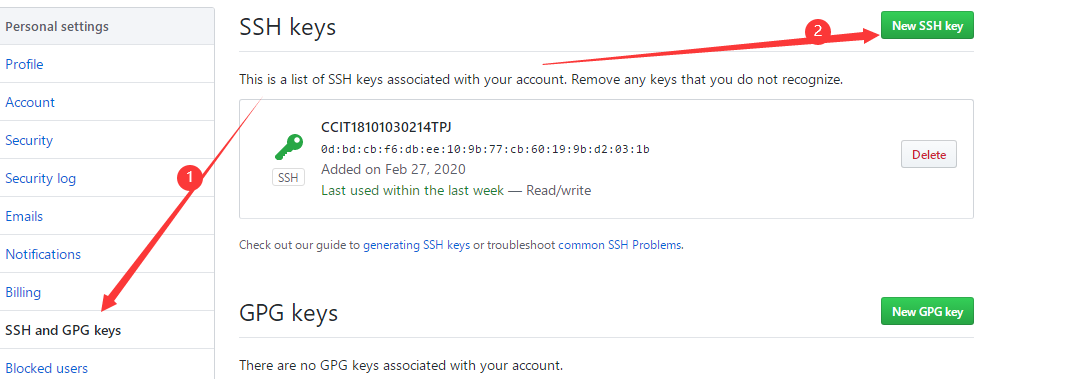 Personal settings
Profile
Account
Security
Security log
Emails
Notifications
Billing
SSH and GPG keys
Blocked users
1
SSH keys
2
New SSH key
This is a list of SSH keys associated with your account. Remove any keys that you do not recognize.
CCIT18101030214TPJ
0d:bd:cb:f6:db:ee:10:9b:77:cb:60:19:9b:d2:03:1b
Added on Feb 27, 2020
Last used within the last week — Read/write
SSH
Delete
Check out our guide to generating SSH keys or troubleshoot common SSH Problems.
GPG keys
New GPG key
There are no GPG keys associated with your account.